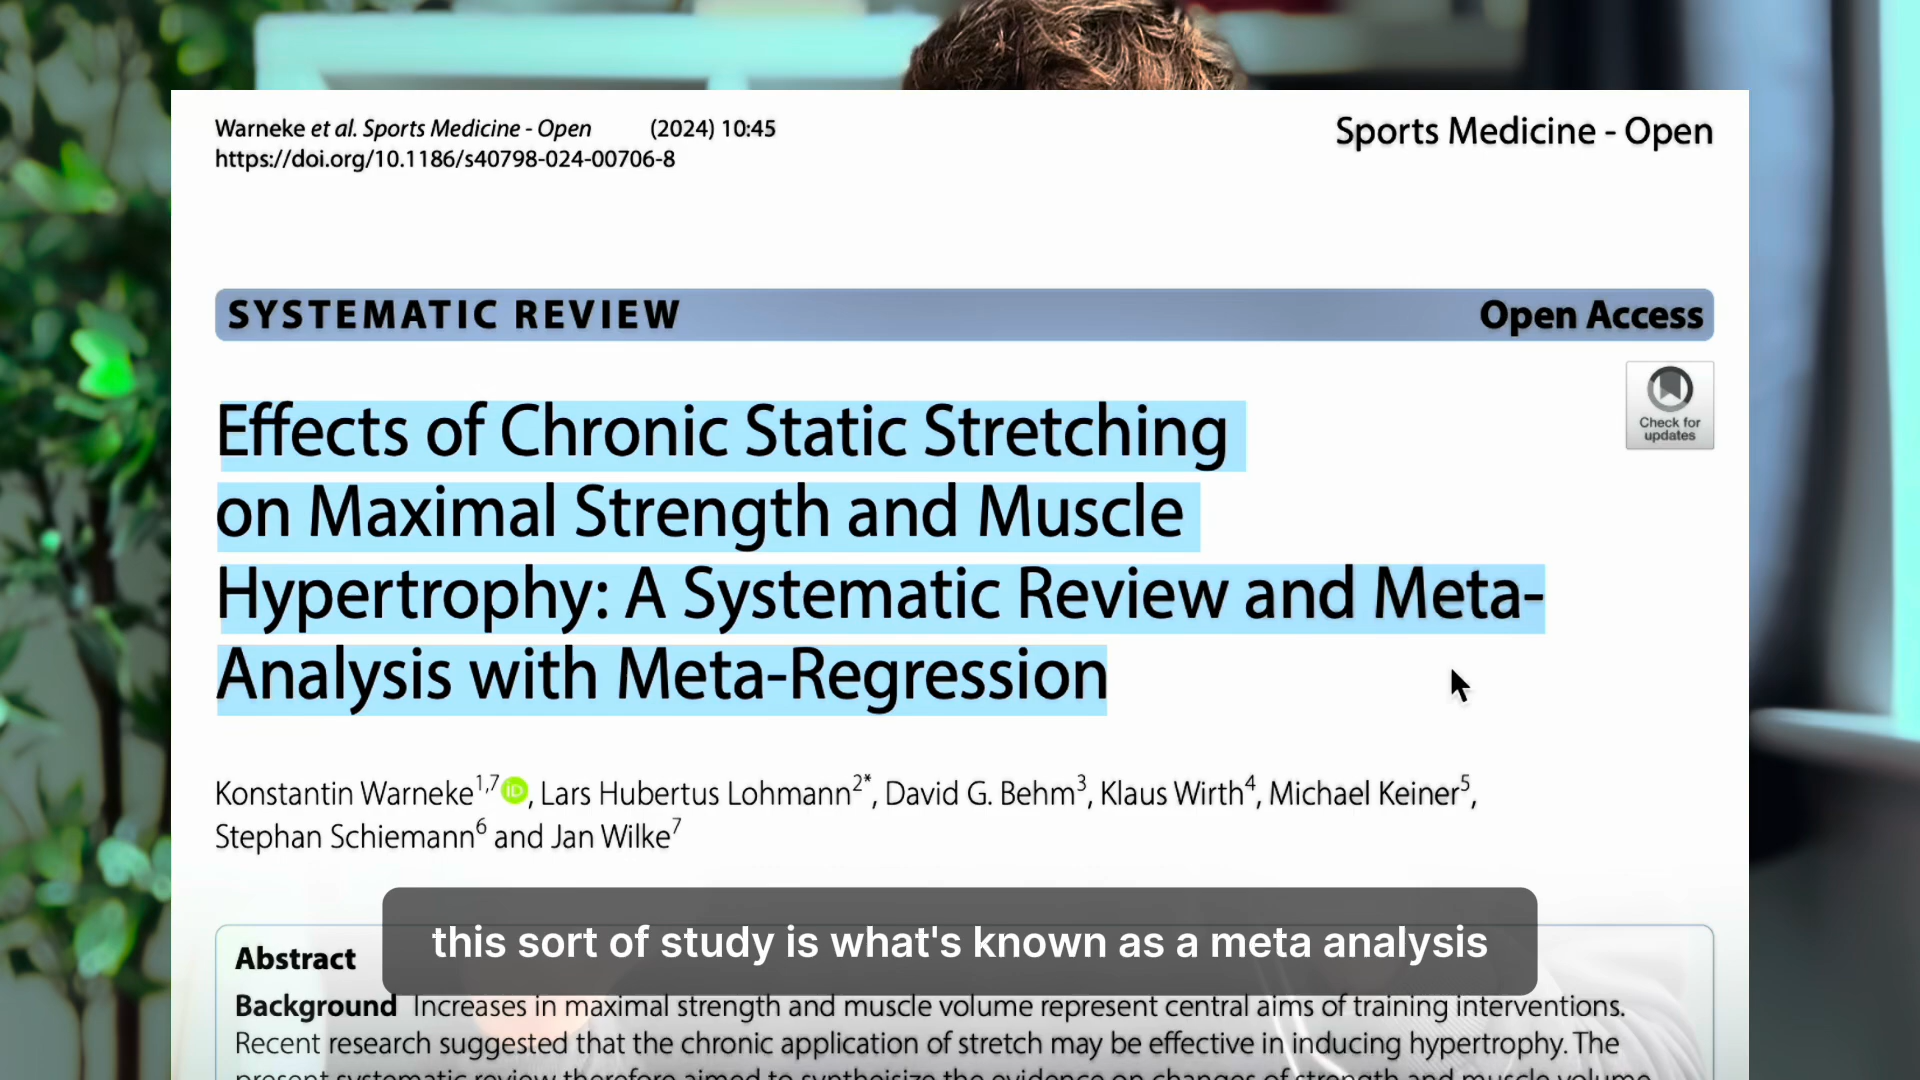 Warneke et al. Sports Medicine - Open (2024) 10:45
https://doi.org/10.1186/s40798-024-00706-8
Sports Medicine - Open
SYSTEMATIC REVIEW Open Access
Check for
updates
Effects of Chronic Static Stretching
on Maximal Strength and Muscle
Hypertrophy: A Systematic Review and Meta-
Analysis with Meta-Regression
Konstantin Warneke1,7 iD, Lars Hubertus Lohmann2*, David G. Behm3, Klaus Wirth4, Michael Keiner5,
Stephan Schiemann6 and Jan Wilke7
this sort of study is what's known as a meta analysis
Abstract
Background Increases in maximal strength and muscle volume represent central aims of training interventions.
Recent research suggested that the chronic application of stretch may be effective in inducing hypertrophy. The